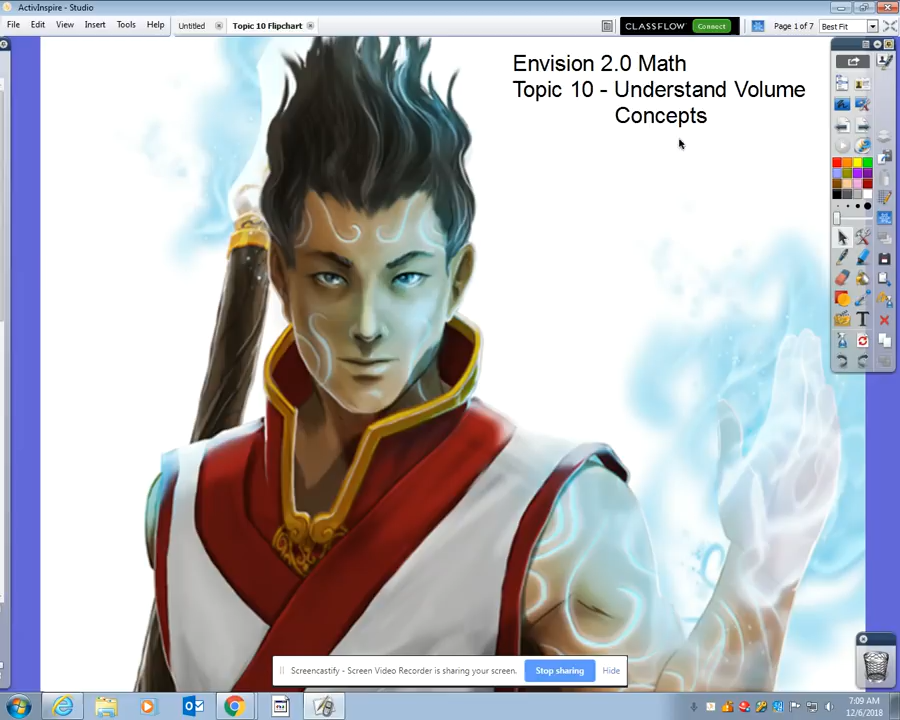 ActivInspire - Studio
File Edit View Insert Tools Help Untitled Topic 10 Flipchart CLASSFLOW Connect Page 1 of 7 Best Fit
Envision 2.0 Math
Topic 10 - Understand Volume
Concepts
T
Screencastify - Screen Video Recorder is sharing your screen. Stop sharing Hide
7:09 AM
12/6/2018